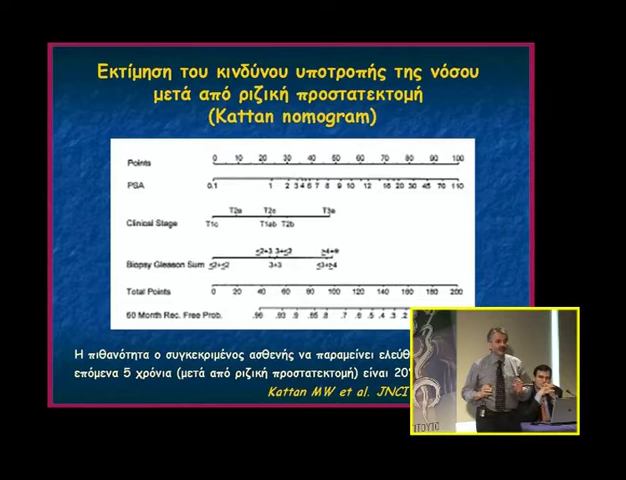 Εκτίμηση του κινδύνου υποτροπής της νόσου
μετά από ριζική προστατεκτομή
(Kattan nomogram)
Points 0 10 20 30 40 50 60 70 80 90 100
PSA 0.1 1 2 3 4 6 7 8 9 10 12 16 20 30 45 70 110
T2a T2c T3a
Clinical Stage T1c T1ab T2b
≤2+3 3+≤2 ≥4+?
Biopsy Gleason Sum ≤2+≤2 3+3 ≤3+≥4
Total Points 0 20 40 60 80 100 120 140 160 180 200
60 Month Rec. Free Prob. .96 .93 .9 .85 .8 .7 .6 .5 .4 .3
Η πιθανότητα ο συγκεκριμένος ασθενής να παραμείνει
επόμενα 5 χρόνια (μετά από ριζική προστατεκτομή) είναι
Kattan MW et al. JNCI